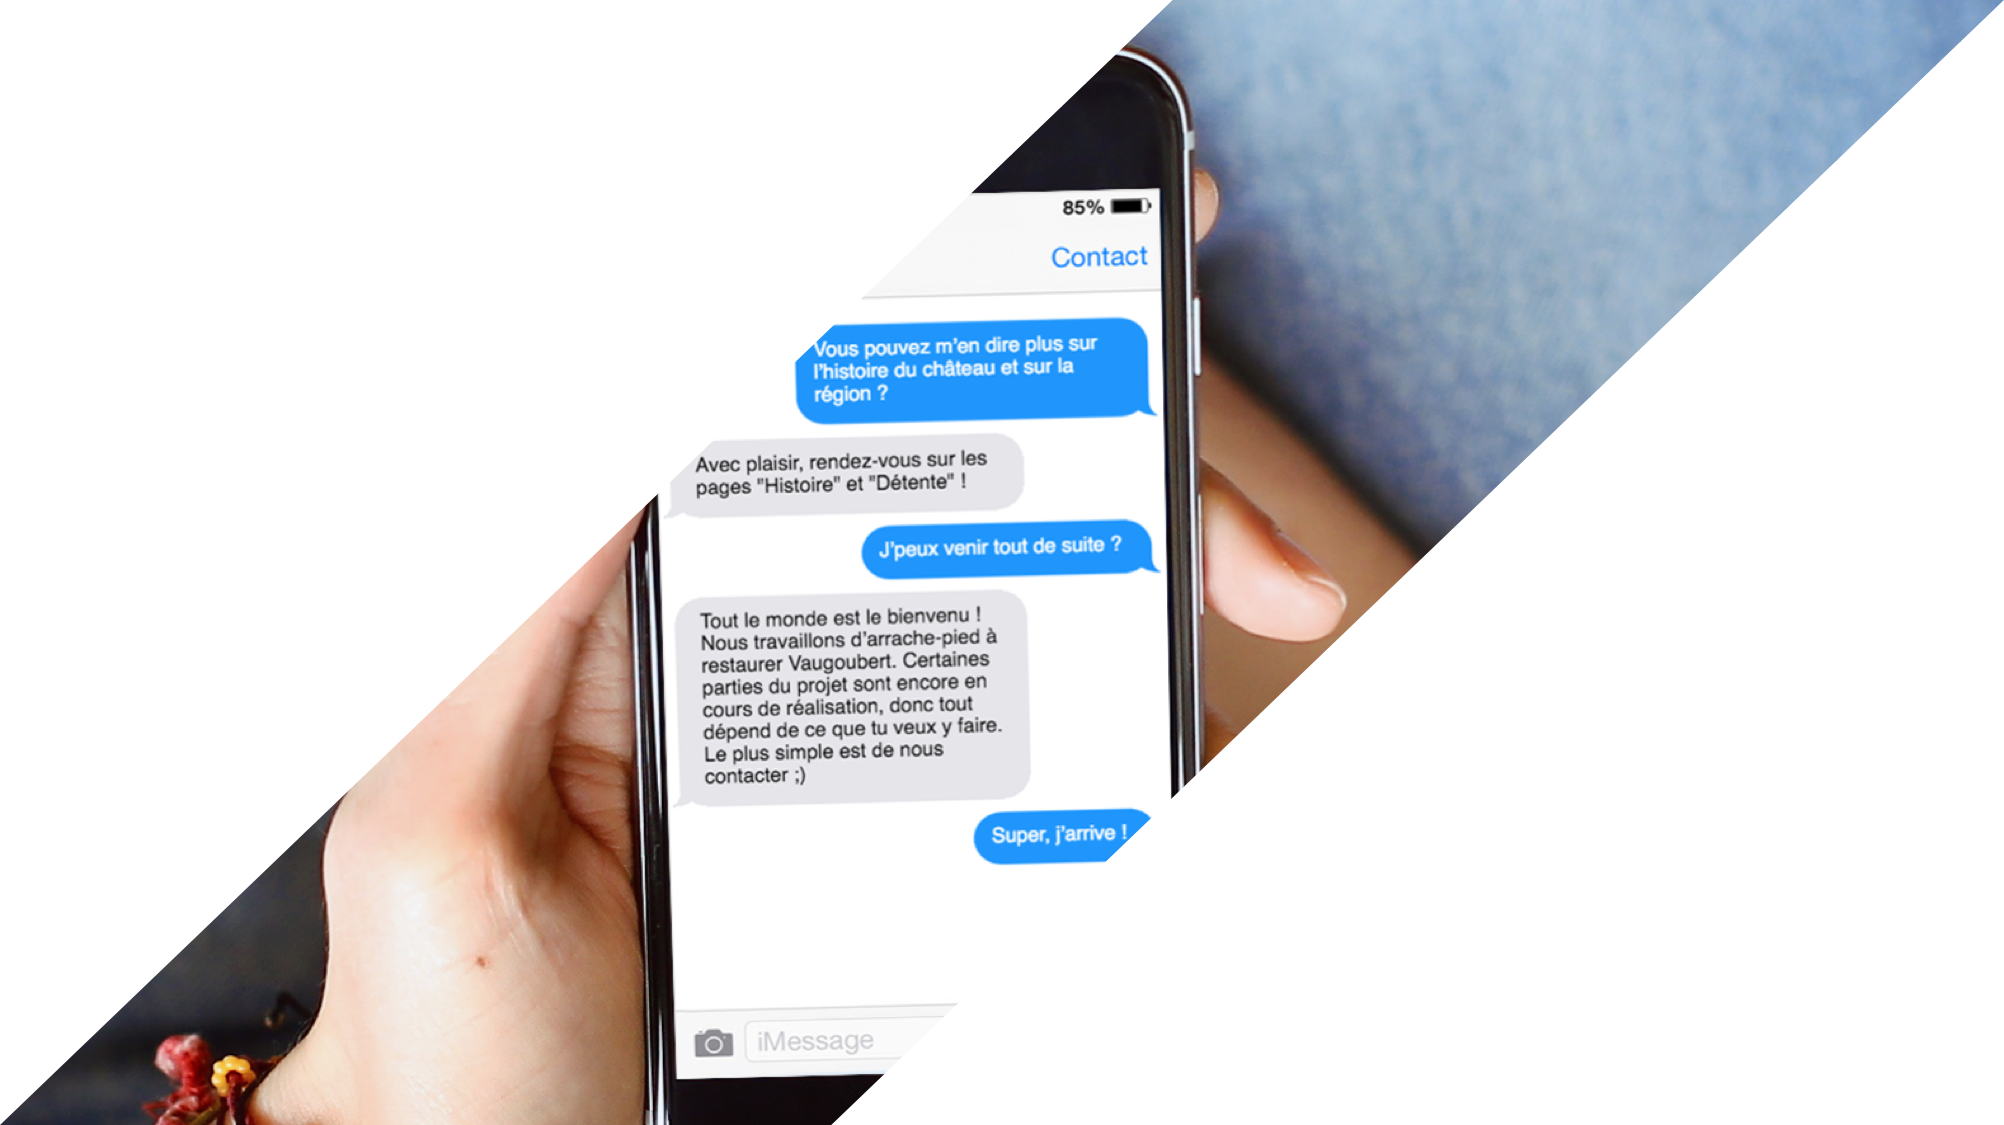 85%
Contact
Vous pouvez m'en dire plus sur
l'histoire du château et sur la
région ?
Avec plaisir, rendez-vous sur les
pages "Histoire" et "Détente" !
J'peux venir tout de suite ?
Tout le monde est le bienvenu !
Nous travaillons d'arrache-pied à
restaurer Vaugoubert. Certaines
parties du projet sont encore en
cours de réalisation, donc tout
dépend de ce que tu veux y faire.
Le plus simple est de nous
contacter ;)
Super, j'arrive !
iMessage